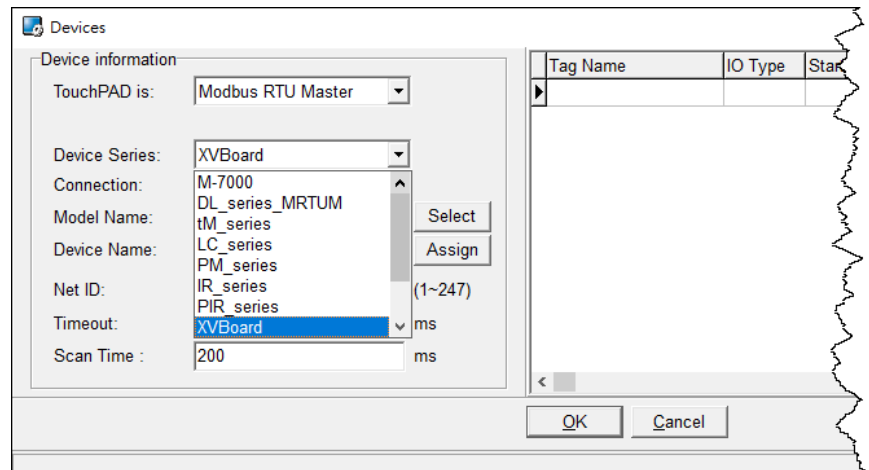 Devices
Device information
TouchPAD is: Modbus RTU Master
Device Series: XVBoard
Connection:
Model Name: Select
Device Name: Assign
Net ID: (1~247)
Timeout: ms
Scan Time : 200 ms
M-7000
DL_series_MRTUM
tM_series
LC_series
PM_series
IR_series
PIR_series
XVBoard
Tag Name IO Type
OK Cancel